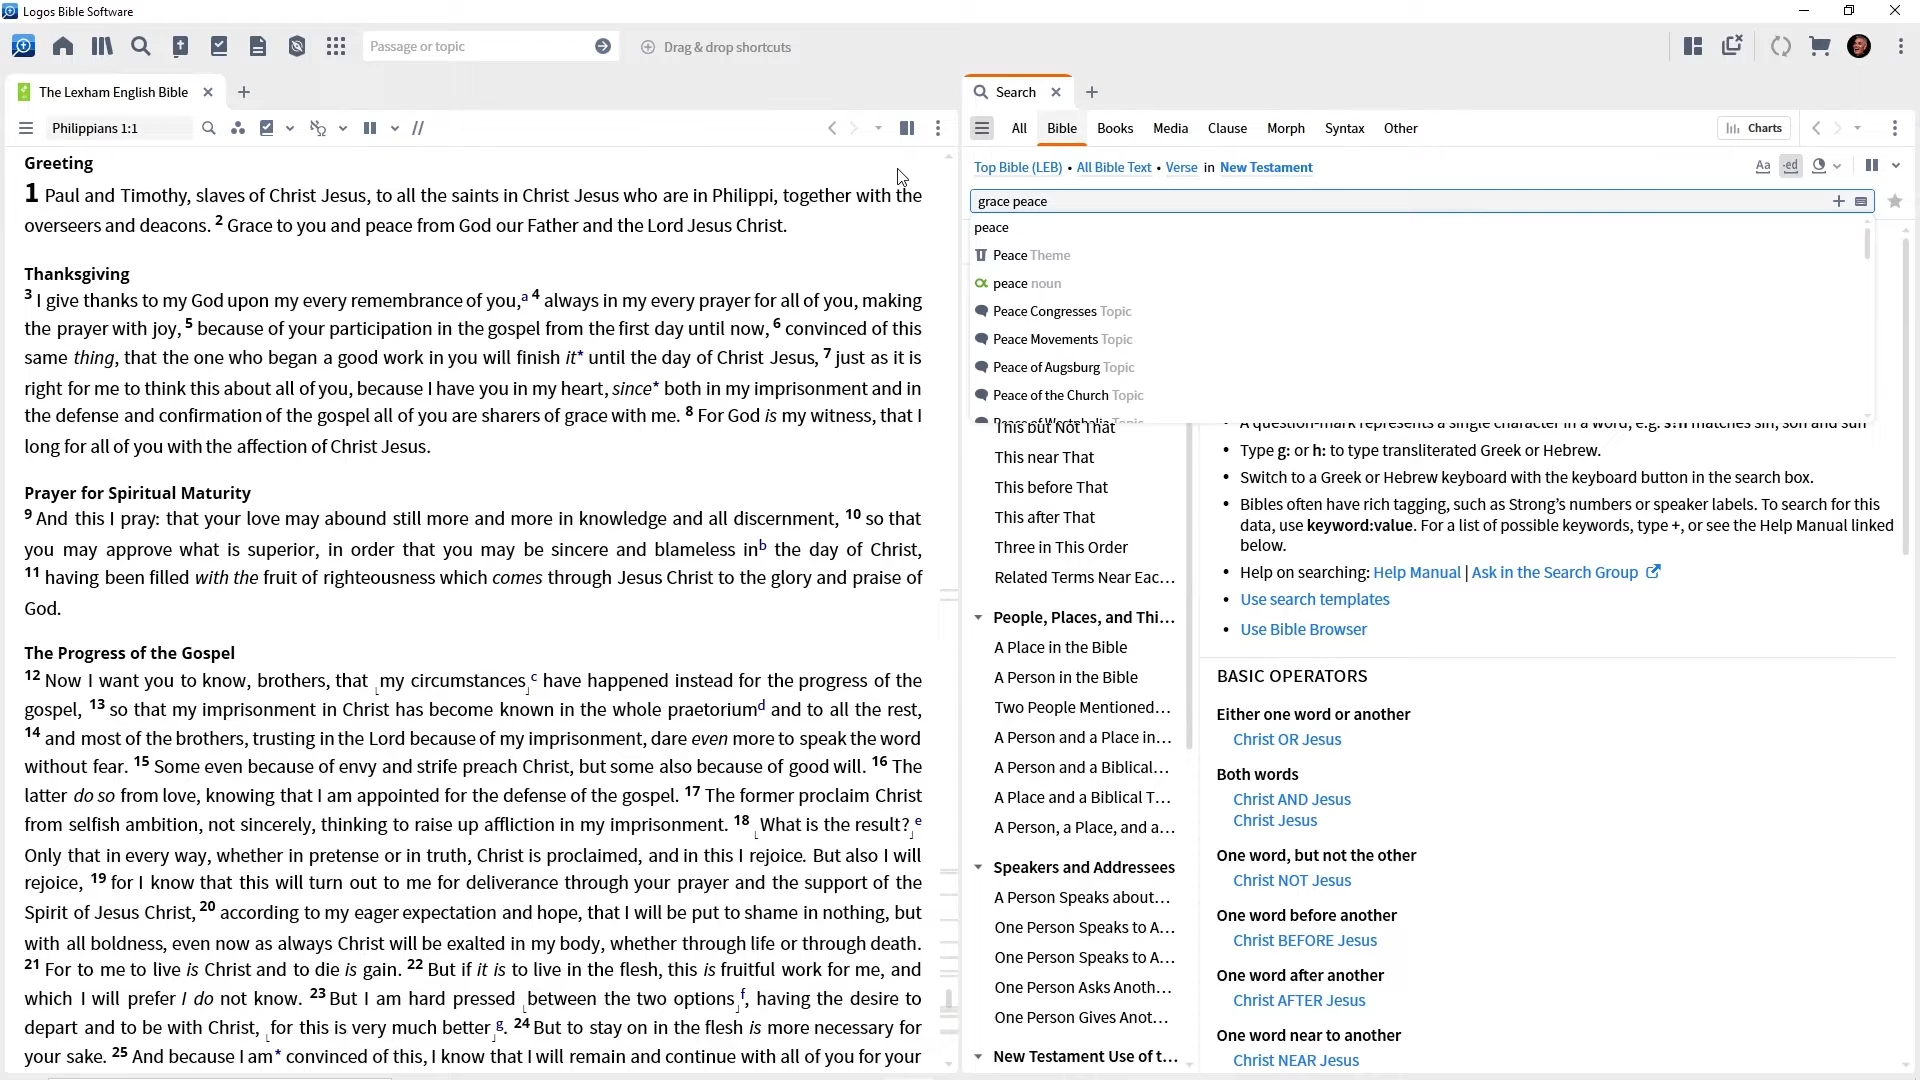 Logos Bible Software
Passage or topic
Drag & drop shortcuts
The Lexham English Bible
Philippians 1:1
Greeting
1 Paul and Timothy, slaves of Christ Jesus, to all the saints in Christ Jesus who are in Philippi, together with the
overseers and deacons. 2 Grace to you and peace from God our Father and the Lord Jesus Christ.
Thanksgiving
3 I give thanks to my God upon my every remembrance of you,a 4 always in my every prayer for all of you, making
the prayer with joy, 5 because of your participation in the gospel from the first day until now, 6 convinced of this
same thing, that the one who began a good work in you will finish it* until the day of Christ Jesus, 7 just as it is
right for me to think this about all of you, because I have you in my heart, since* both in my imprisonment and in
the defense and confirmation of the gospel all of you are sharers of grace with me. 8 For God is my witness, that I
long for all of you with the affection of Christ Jesus.
Prayer for Spiritual Maturity
9 And this I pray: that your love may abound still more and more in knowledge and all discernment, 10 so that
you may approve what is superior, in order that you may be sincere and blameless inb the day of Christ,
11 having been filled with the fruit of righteousness which comes through Jesus Christ to the glory and praise of
God.
The Progress of the Gospel
12 Now I want you to know, brothers, that ⌞my circumstances⌟c have happened instead for the progress of the
gospel, 13 so that my imprisonment in Christ has become known in the whole praetoriumd and to all the rest,
14 and most of the brothers, trusting in the Lord because of my imprisonment, dare even more to speak the word
without fear. 15 Some even because of envy and strife preach Christ, but some also because of good will. 16 The
latter do so from love, knowing that I am appointed for the defense of the gospel. 17 The former proclaim Christ
from selfish ambition, not sincerely, thinking to raise up affliction in my imprisonment. 18 ⌞What is the result?⌟e
Only that in every way, whether in pretense or in truth, Christ is proclaimed, and in this I rejoice. But also I will
rejoice, 19 for I know that this will turn out to me for deliverance through your prayer and the support of the
Spirit of Jesus Christ, 20 according to my eager expectation and hope, that I will be put to shame in nothing, but
with all boldness, even now as always Christ will be exalted in my body, whether through life or through death.
21 For to me to live is Christ and to die is gain. 22 But if it is to live in the flesh, this is fruitful work for me, and
which I will prefer I do not know. 23 But I am hard pressed ⌞between the two options⌟f, having the desire to
depart and to be with Christ, ⌞for this is very much better⌟g. 24 But to stay on in the flesh is more necessary for
your sake. 25 And because I am* convinced of this, I know that I will remain and continue with all of you for your
Search
All Bible Books Media Clause Morph Syntax Other
Charts
Top Bible (LEB) • All Bible Text • Verse in New Testament
Aa -ed
grace peace
peace
Peace Theme
peace noun
Peace Congresses Topic
Peace Movements Topic
Peace of Augsburg Topic
Peace of the Church Topic
This but Not That
This near That
This before That
This after That
Three in This Order
Related Terms Near Eac...
People, Places, and Thi...
A Place in the Bible
A Person in the Bible
Two People Mentioned...
A Person and a Place in...
A Person and a Biblical...
A Place and a Biblical T...
A Person, a Place, and a...
Speakers and Addressees
A Person Speaks about...
One Person Speaks to A...
One Person Speaks to A...
One Person Asks Anoth...
One Person Gives Anot...
New Testament Use of t...
• A question-mark represents a single character in a word, e.g. s?n matches sin, son and sun
• Type g: or h: to type transliterated Greek or Hebrew.
• Switch to a Greek or Hebrew keyboard with the keyboard button in the search box.
• Bibles often have rich tagging, such as Strong’s numbers or speaker labels. To search for this
data, use keyword:value. For a list of possible keywords, type +, or see the Help Manual linked
below.
• Help on searching: Help Manual | Ask in the Search Group
• Use search templates
• Use Bible Browser
BASIC OPERATORS
Either one word or another
Christ OR Jesus
Both words
Christ AND Jesus
Christ Jesus
One word, but not the other
Christ NOT Jesus
One word before another
Christ BEFORE Jesus
One word after another
Christ AFTER Jesus
One word near to another
Christ NEAR Jesus